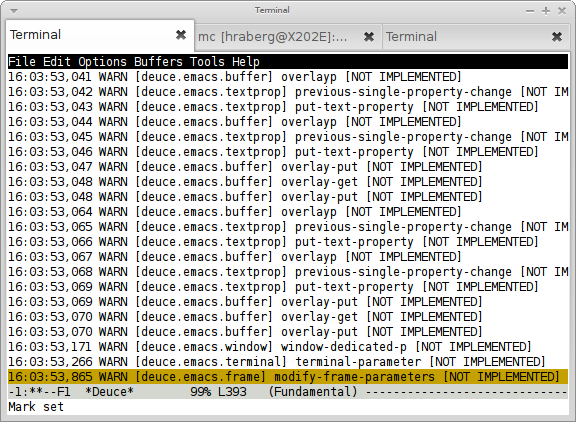 Terminal
Terminal mc [hraberg@X202E]:... Terminal
File Edit Options Buffers Tools Help
16:03:53,041 WARN [deuce.emacs.buffer] overlayp [NOT IMPLEMENTED]
16:03:53,042 WARN [deuce.emacs.textprop] previous-single-property-change [NOT IM
16:03:53,043 WARN [deuce.emacs.textprop] put-text-property [NOT IMPLEMENTED]
16:03:53,044 WARN [deuce.emacs.buffer] overlayp [NOT IMPLEMENTED]
16:03:53,045 WARN [deuce.emacs.textprop] previous-single-property-change [NOT IM
16:03:53,046 WARN [deuce.emacs.textprop] put-text-property [NOT IMPLEMENTED]
16:03:53,047 WARN [deuce.emacs.buffer] overlay-put [NOT IMPLEMENTED]
16:03:53,048 WARN [deuce.emacs.buffer] overlay-get [NOT IMPLEMENTED]
16:03:53,048 WARN [deuce.emacs.buffer] overlay-put [NOT IMPLEMENTED]
16:03:53,064 WARN [deuce.emacs.buffer] overlayp [NOT IMPLEMENTED]
16:03:53,065 WARN [deuce.emacs.textprop] previous-single-property-change [NOT IM
16:03:53,066 WARN [deuce.emacs.textprop] put-text-property [NOT IMPLEMENTED]
16:03:53,067 WARN [deuce.emacs.buffer] overlayp [NOT IMPLEMENTED]
16:03:53,068 WARN [deuce.emacs.textprop] previous-single-property-change [NOT IM
16:03:53,069 WARN [deuce.emacs.textprop] put-text-property [NOT IMPLEMENTED]
16:03:53,069 WARN [deuce.emacs.buffer] overlay-put [NOT IMPLEMENTED]
16:03:53,070 WARN [deuce.emacs.buffer] overlay-get [NOT IMPLEMENTED]
16:03:53,070 WARN [deuce.emacs.buffer] overlay-put [NOT IMPLEMENTED]
16:03:53,171 WARN [deuce.emacs.window] window-dedicated-p [NOT IMPLEMENTED]
16:03:53,266 WARN [deuce.emacs.terminal] terminal-parameter [NOT IMPLEMENTED]
16:03:53,865 WARN [deuce.emacs.frame] modify-frame-parameters [NOT IMPLEMENTED]
-1:**--F1 *Deuce* 99% L393 (Fundamental) -----------------------------
Mark set